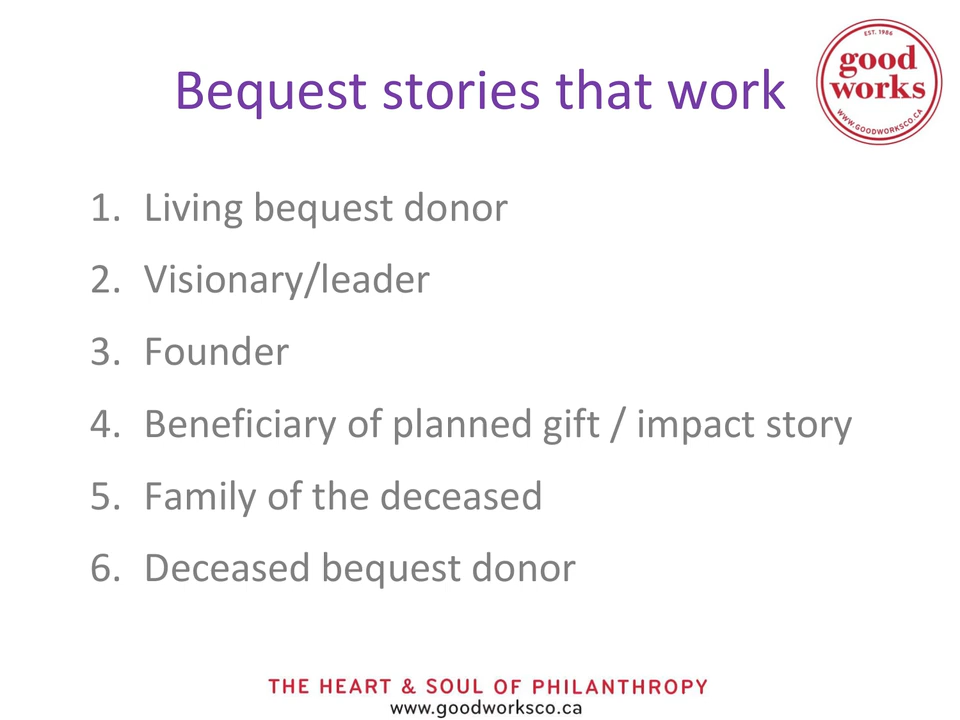 Bequest stories that work
EST. 1986
good
works
WWW.GOODWORKSCO.CA
1. Living bequest donor
2. Visionary/leader
3. Founder
4. Beneficiary of planned gift / impact story
5. Family of the deceased
6. Deceased bequest donor
THE HEART & SOUL OF PHILANTHROPY
www.goodworksco.ca